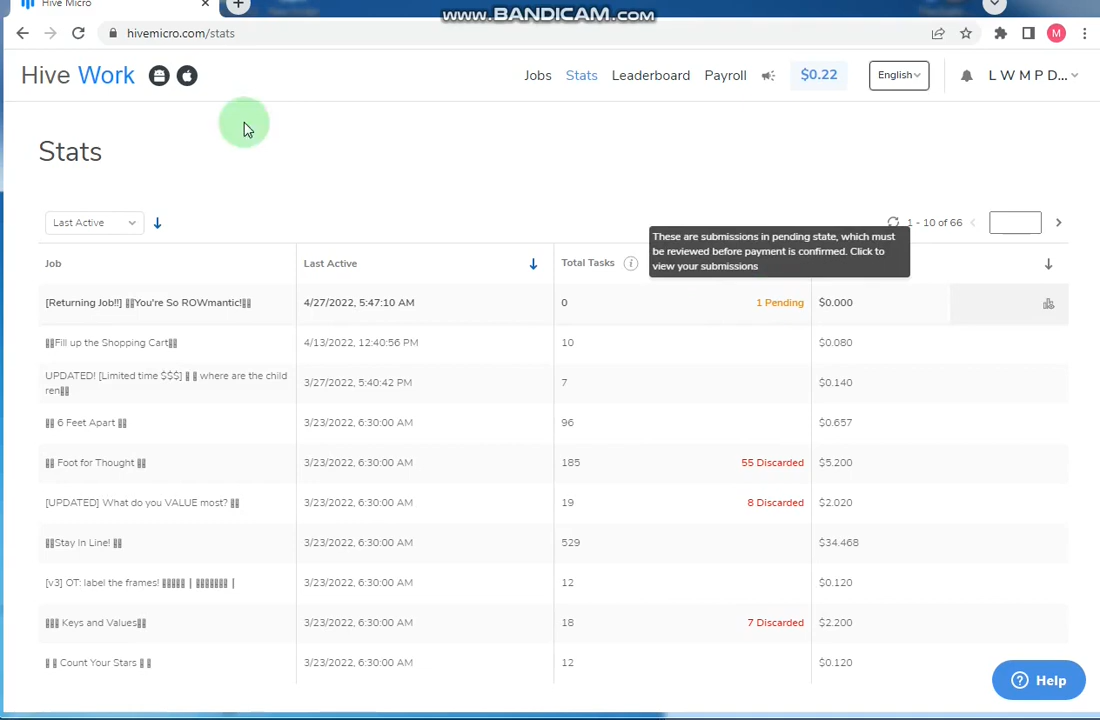 Hive Micro
www.BANDICAM.com
hivemicro.com/stats
M
Hive Work
Jobs
Stats
Leaderboard
Payroll
$0.22
English
L W M P D...
Stats
Last Active
1 - 10 of 66
These are submissions in pending state, which must
be reviewed before payment is confirmed. Click to
view your submissions
Job
Last Active
Total Tasks
[Returning Job!!] You're So ROWmantic!
4/27/2022, 5:47:10 AM
0
1 Pending
$0.000
Fill up the Shopping Cart
4/13/2022, 12:40:56 PM
10
$0.080
UPDATED! [Limited time $$$] where are the child
ren
3/27/2022, 5:40:42 PM
7
$0.140
6 Feet Apart
3/23/2022, 6:30:00 AM
96
$0.657
Foot for Thought
3/23/2022, 6:30:00 AM
185
55 Discarded
$5.200
[UPDATED] What do you VALUE most?
3/23/2022, 6:30:00 AM
19
8 Discarded
$2.020
Stay In Line!
3/23/2022, 6:30:00 AM
529
$34.468
[v3] OT: label the frames! | |
3/23/2022, 6:30:00 AM
12
$0.120
Keys and Values
3/23/2022, 6:30:00 AM
18
7 Discarded
$2.200
Count Your Stars
3/23/2022, 6:30:00 AM
12
$0.120
Help